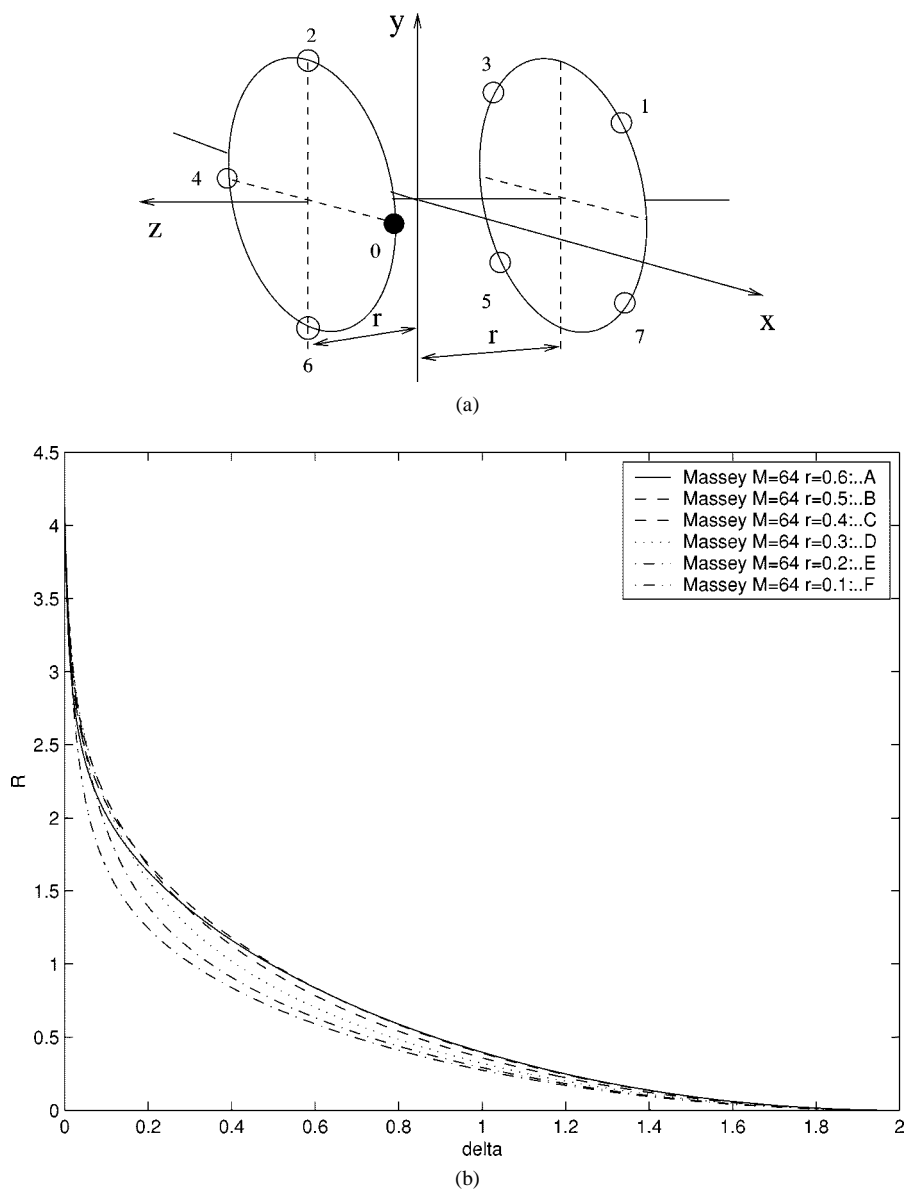 y
2
3
1
4
z
0
5
7
x
r
r
6
(a)
4.5
4
3.5
3
2.5
2
1.5
1
0.5
0
R
Massey M=64 r=0.6:..A
Massey M=64 r=0.5:..B
Massey M=64 r=0.4:..C
Massey M=64 r=0.3:..D
Massey M=64 r=0.2:..E
Massey M=64 r=0.1:..F
0 0.2 0.4 0.6 0.8 1 1.2 1.4 1.6 1.8 2
delta
(b)